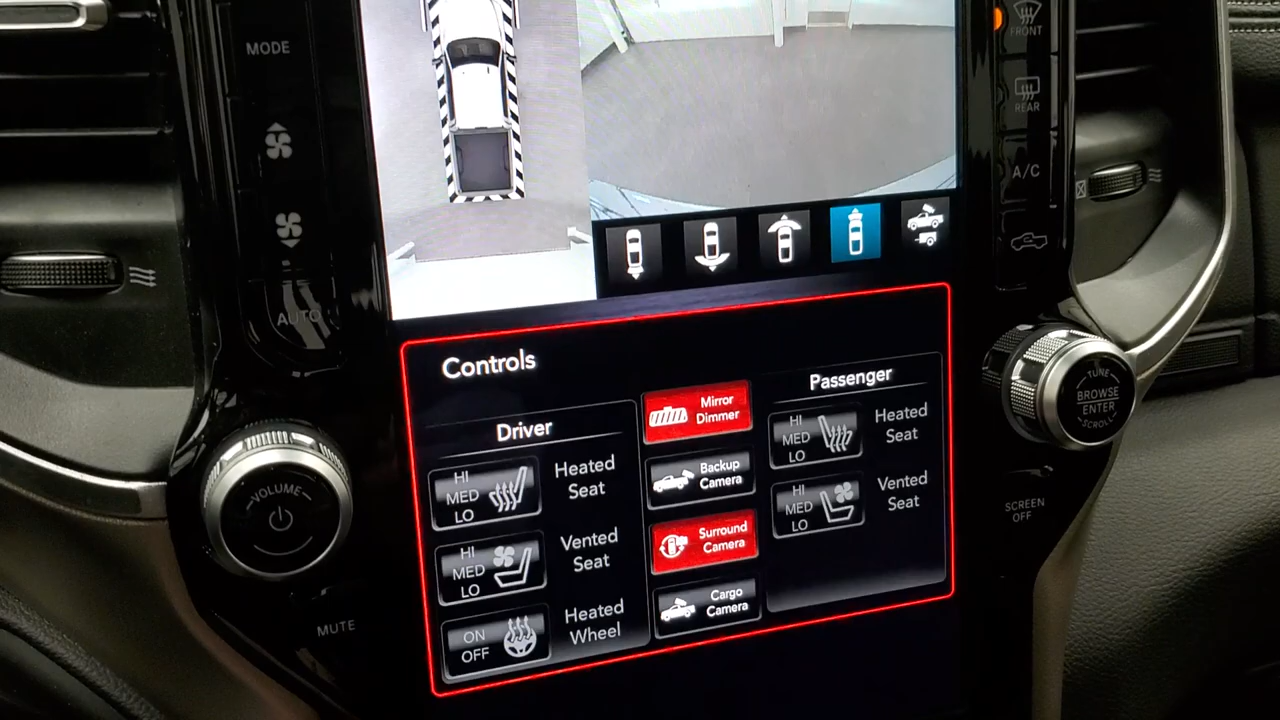 MODE
AUTO
VOLUME
MUTE
FRONT
REAR
A/C
TUNE
BROWSE
ENTER
SCROLL
SCREEN
OFF
Controls
Driver
HI
MED
LO
Heated
Seat
HI
MED
LO
Vented
Seat
ON
OFF
Heated
Wheel
Mirror
Dimmer
Backup
Camera
Surround
Camera
Cargo
Camera
Passenger
HI
MED
LO
Heated
Seat
HI
MED
LO
Vented
Seat